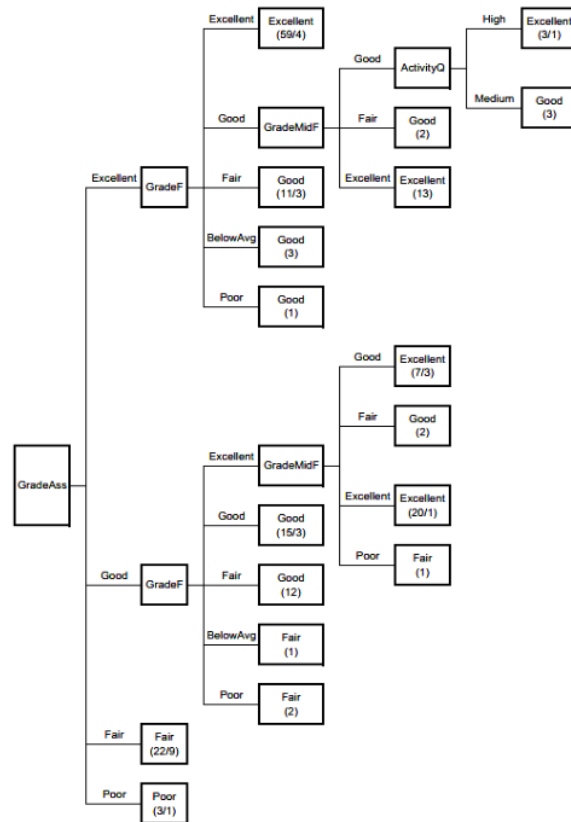 Excellent
Excellent
(59/4)
Good
GradeMidF
Good
ActivityQ
High
Excellent
(3/1)
Medium
Good
(3)
Fair
Good
(2)
Excellent
Excellent
(13)
Excellent
GradeF
Fair
Good
(11/3)
BelowAvg
Good
(3)
Poor
Good
(1)
GradeAss
Good
GradeF
Excellent
GradeMidF
Good
Excellent
(7/3)
Fair
Good
(2)
Excellent
Excellent
(20/1)
Poor
Fair
(1)
Good
Good
(15/3)
Fair
Good
(12)
BelowAvg
Fair
(1)
Poor
Fair
(2)
Fair
Fair
(22/9)
Poor
Poor
(3/1)